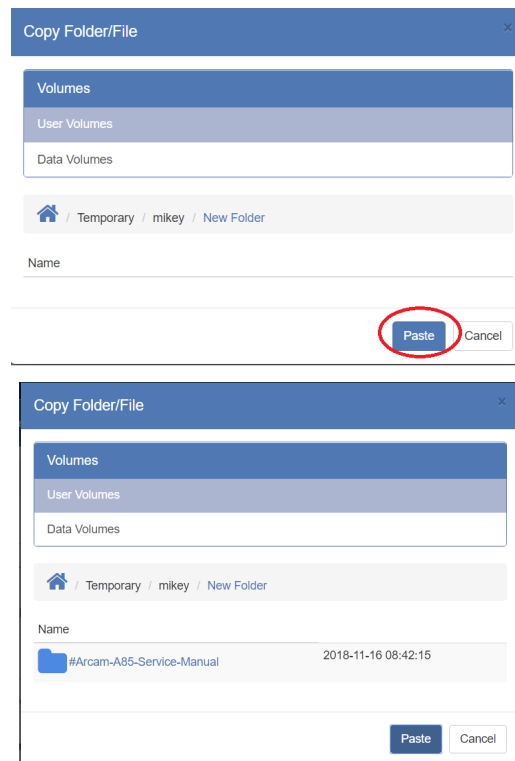 Copy Folder/File ×
Volumes
User Volumes
Data Volumes
/ Temporary / mikey / New Folder
Name
Paste Cancel
Copy Folder/File ×
Volumes
User Volumes
Data Volumes
/ Temporary / mikey / New Folder
Name
#Arcam-A85-Service-Manual 2018-11-16 08:42:15
Paste Cancel